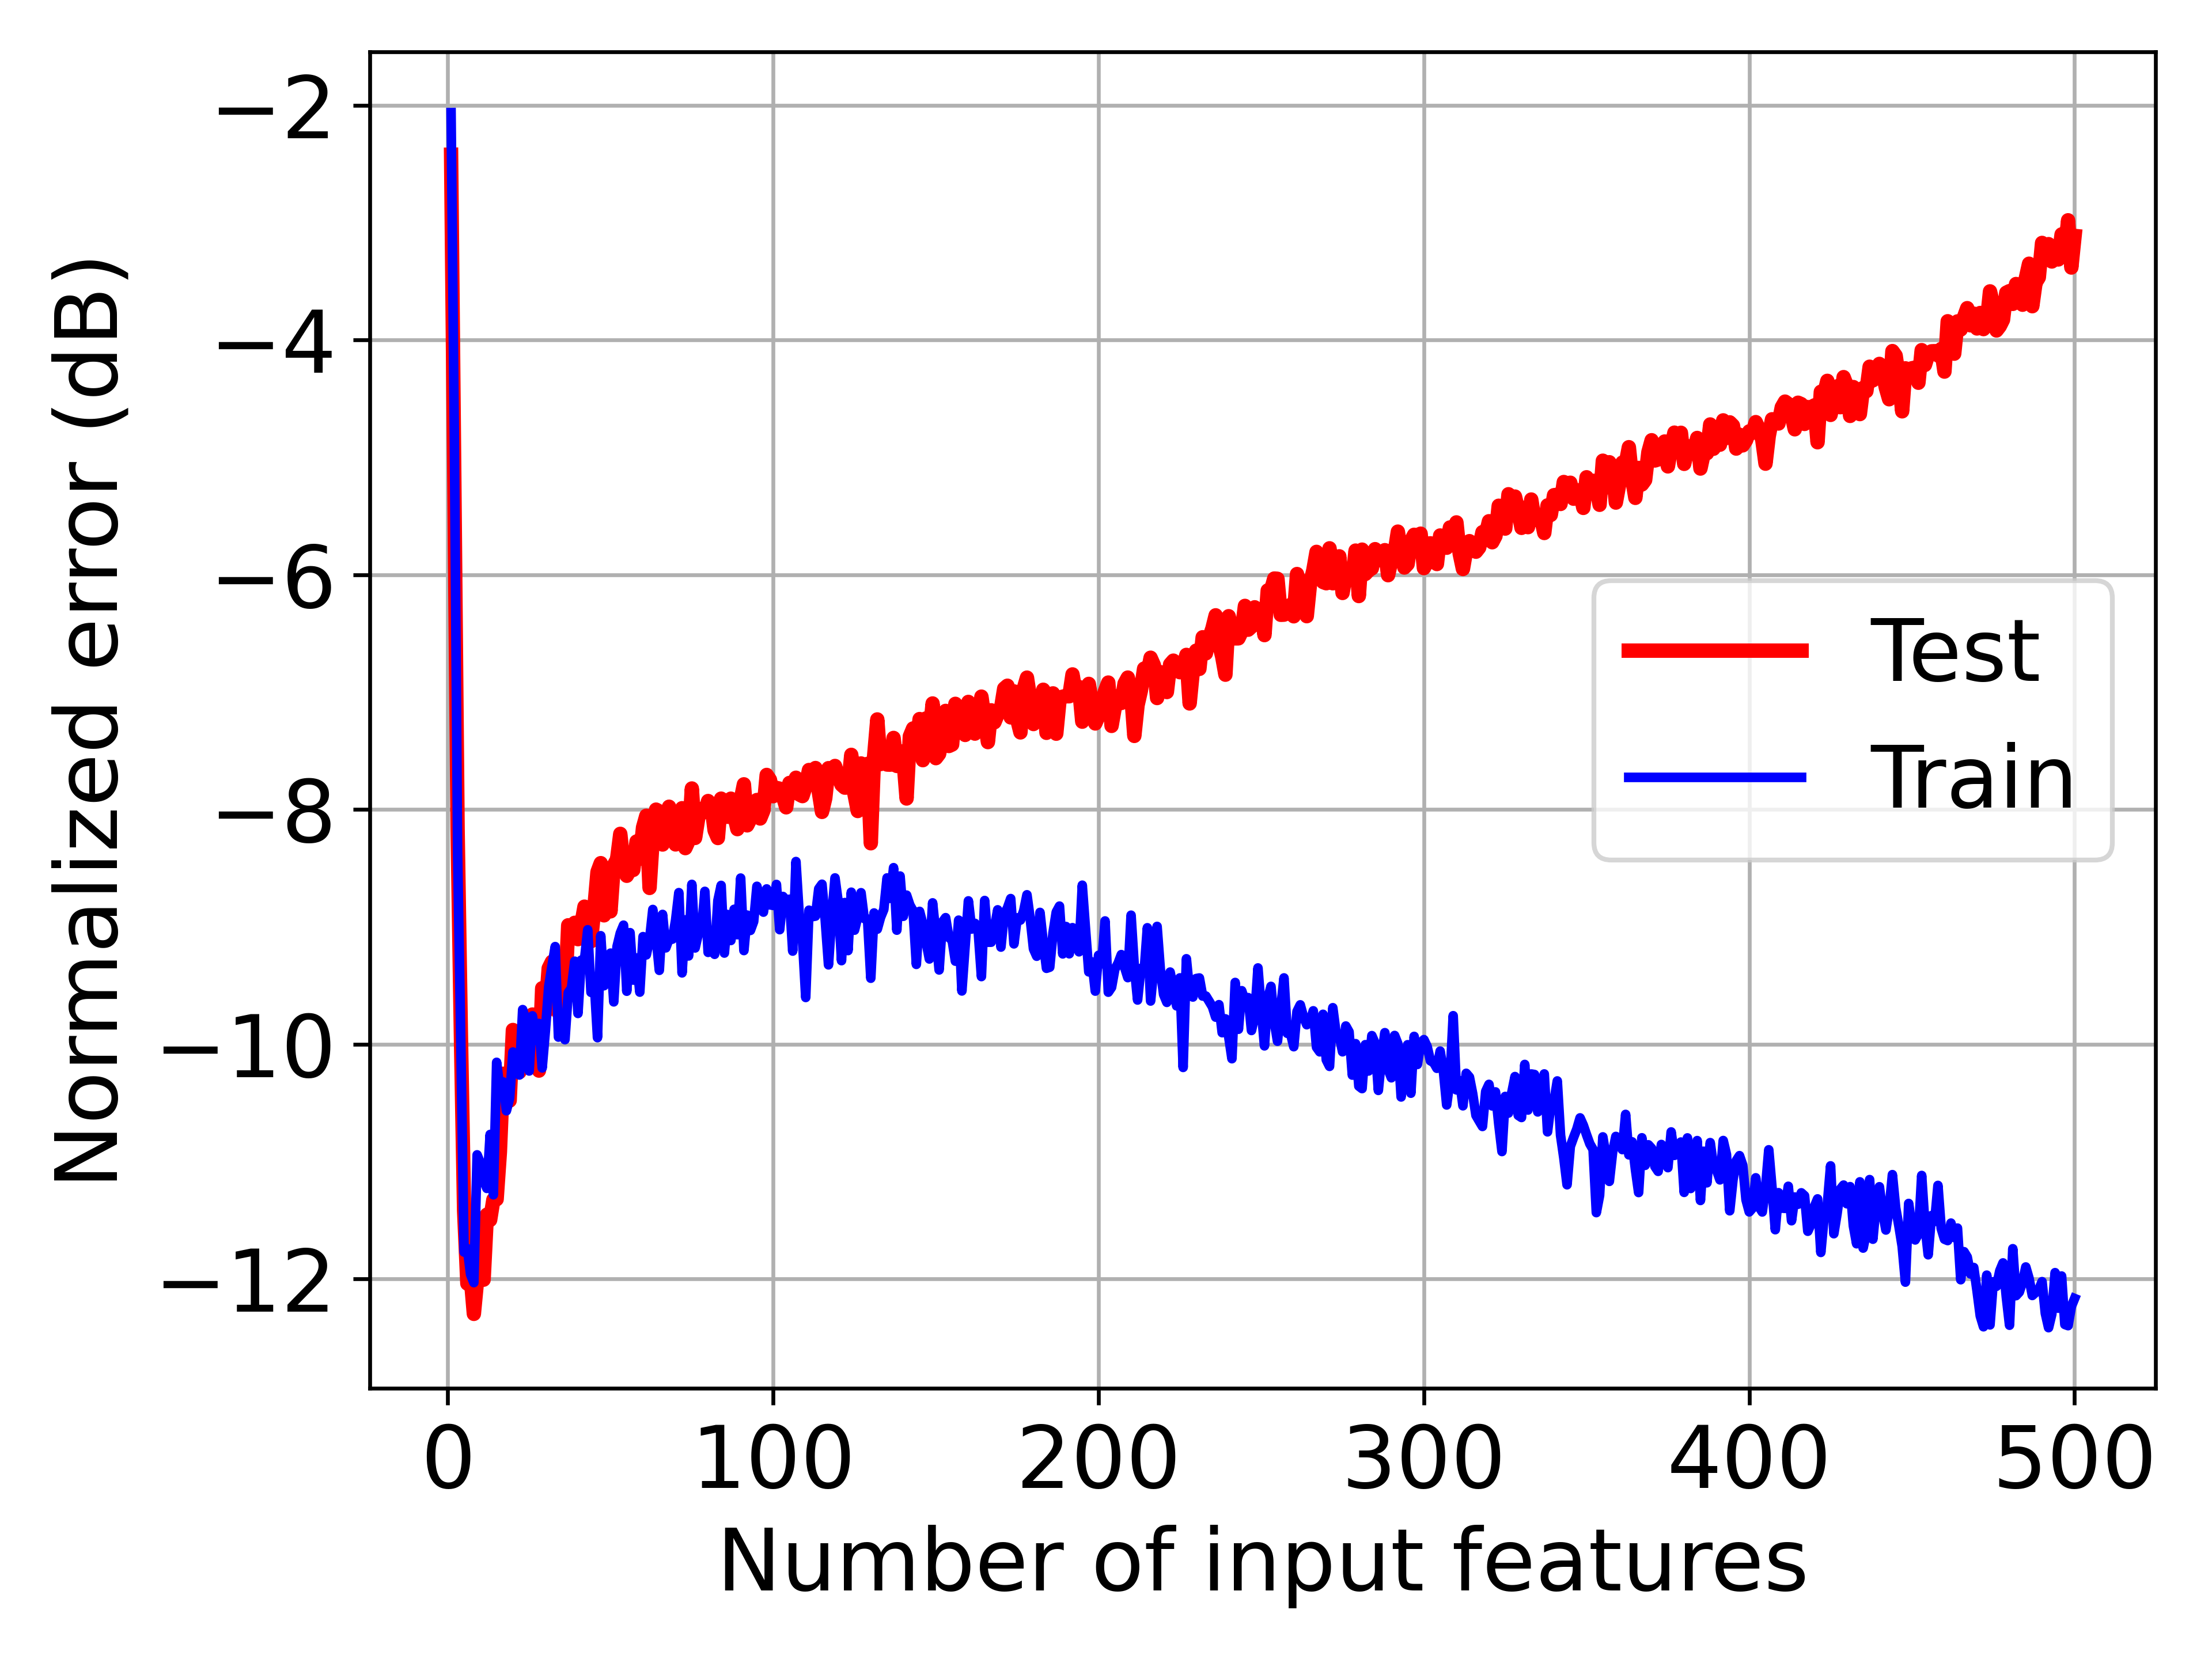 Normalized error (dB)
−2
−4
−6
−8
−10
−12
Test
Train
0 100 200 300 400 500
Number of input features